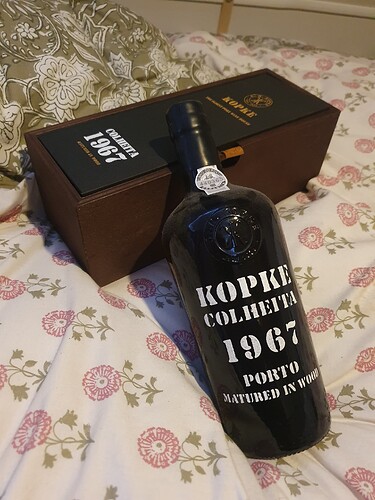 COLHEITA
1967
KOPKE
KOPKE
COLHEITA
1967
PORTO
MATURED IN WOOD